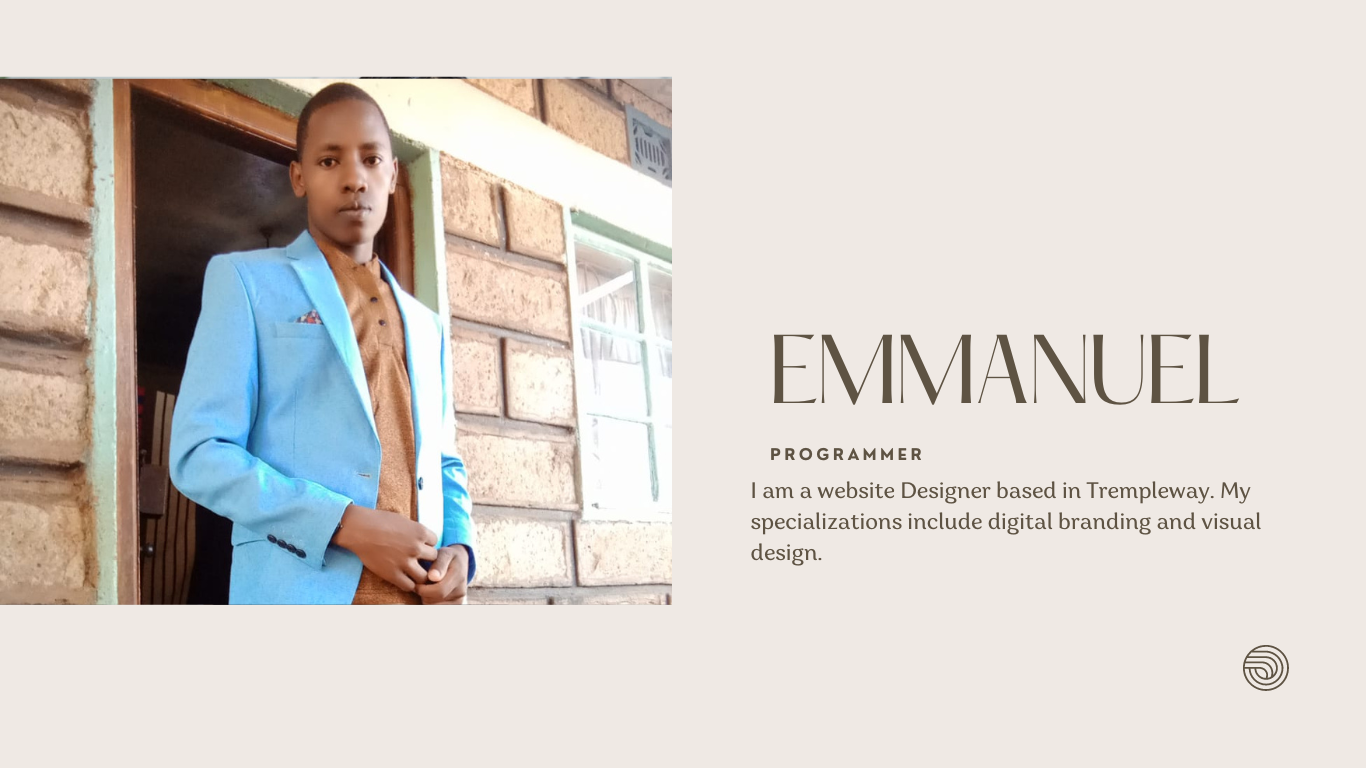 EMMANUEL
PROGRAMMER
I am a website Designer based in Trempleway. My
specializations include digital branding and visual
design.